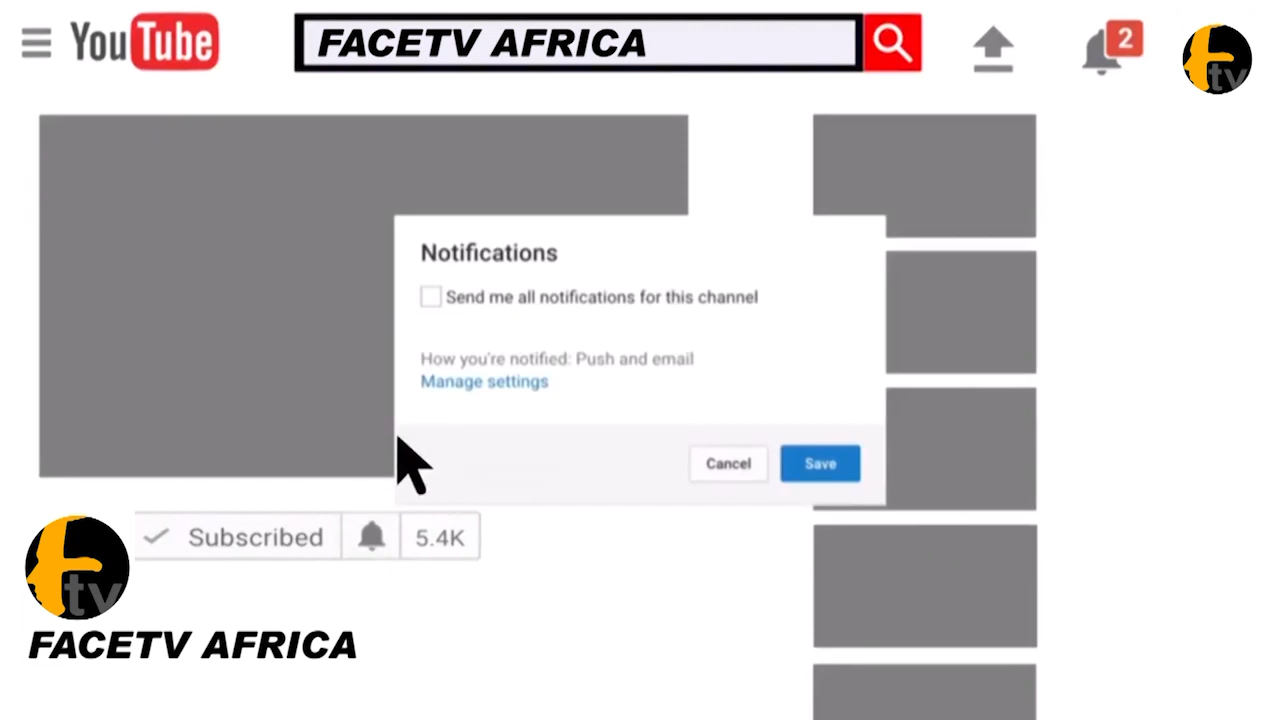 YouTube
FACETV AFRICA
2
tv
Notifications
Send me all notifications for this channel
How you're notified: Push and email
Manage settings
Cancel
Save
Subscribed
5.4K
tv
FACETV AFRICA